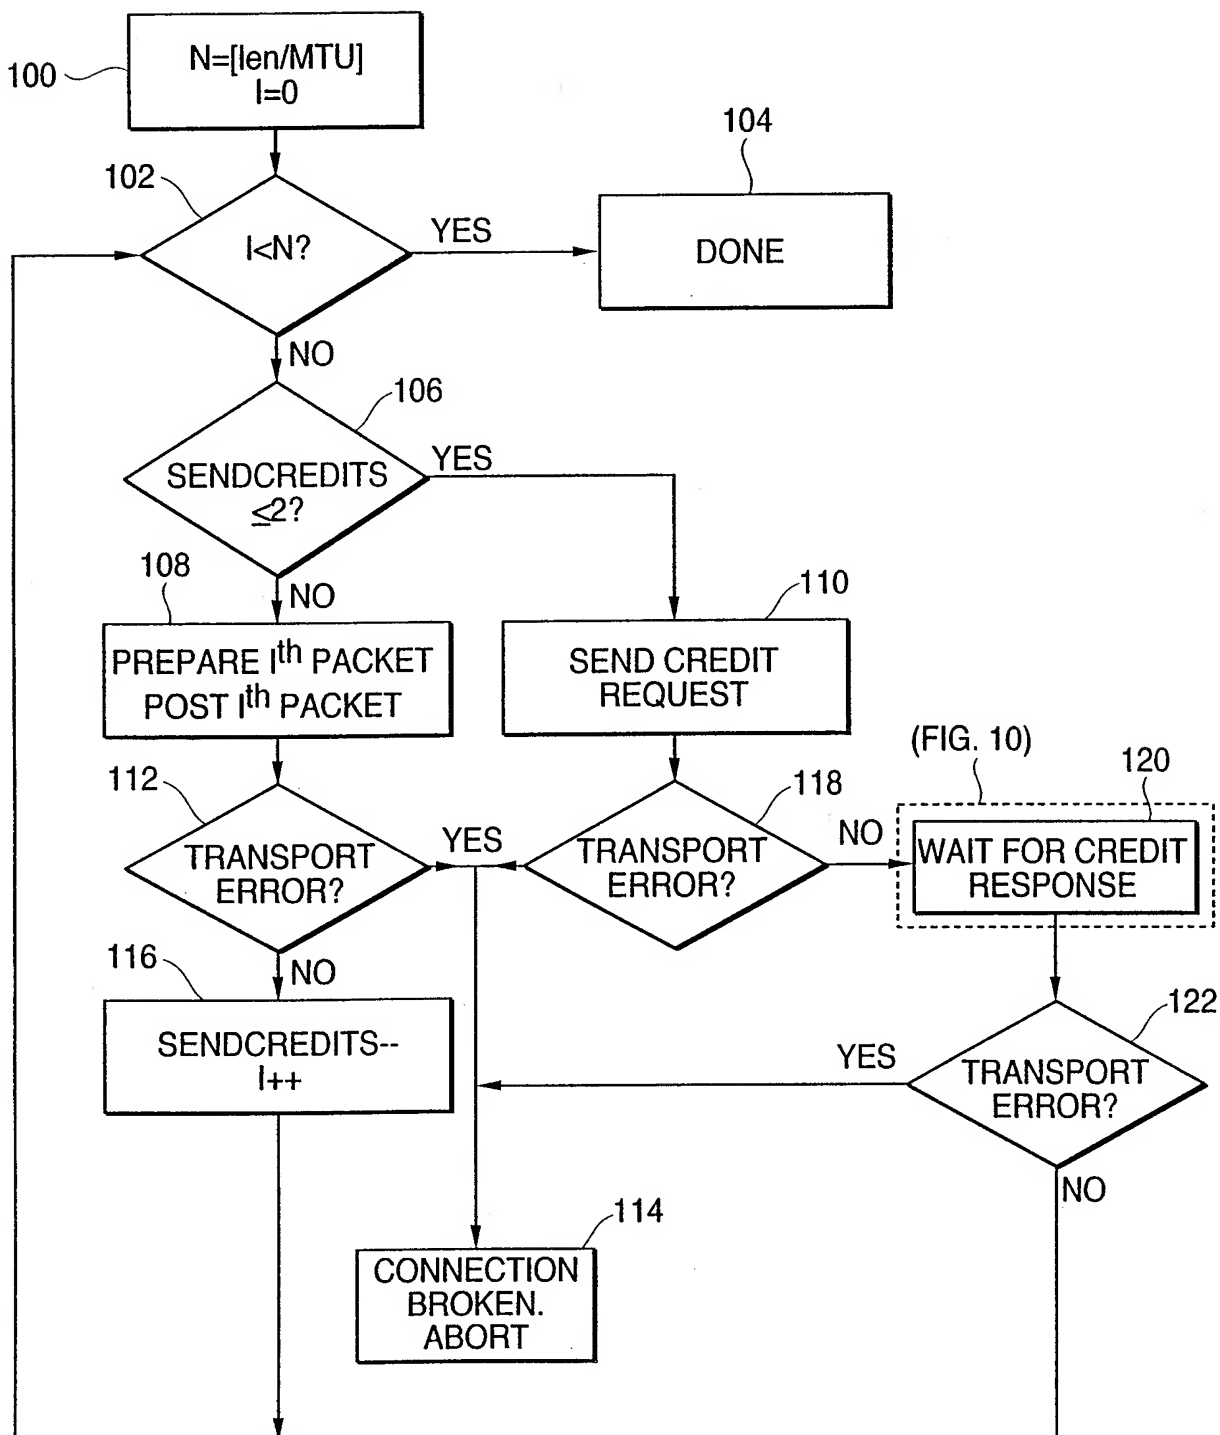 N=[len/MTU]
I=0
100
104
102
I<N?
YES
DONE
NO
106
SENDCREDITS
≤2?
YES
108
NO
110
PREPARE Ith PACKET
POST Ith PACKET
SEND CREDIT
REQUEST
(FIG. 10)
112
118
120
TRANSPORT
ERROR?
YES
TRANSPORT
ERROR?
NO
WAIT FOR CREDIT
RESPONSE
116
NO
122
SENDCREDITS--
I++
YES
TRANSPORT
ERROR?
NO
114
CONNECTION
BROKEN.
ABORT